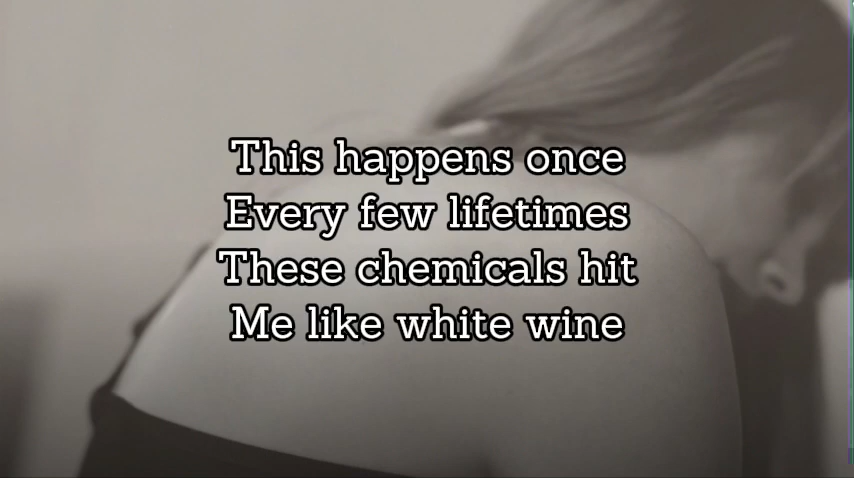 This happens once
Every few lifetimes
These chemicals hit
Me like white wine